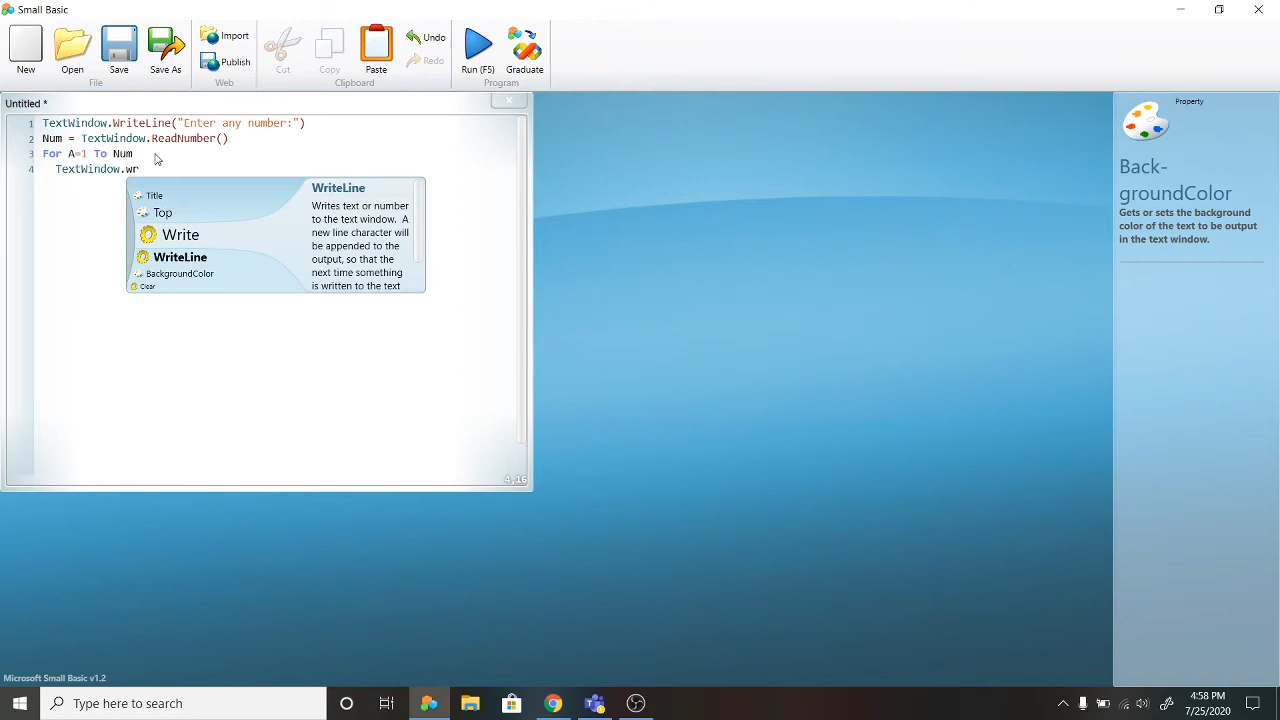 Small Basic
New
Open
Save
Save As
Import
Publish
Cut
Copy
Paste
Undo
Redo
Run (F5)
Graduate
File
Web
Clipboard
Program
Untitled *
x
1 TextWindow.WriteLine("Enter any number:")
2 Num = TextWindow.ReadNumber()
3 For A=1 To Num
4 TextWindow.wr
Title
Top
Write
WriteLine
BackgroundColor
Clear
WriteLine
Writes text or number
to the text window. A
new line character will
be appended to the
output, so that the
next time something
is written to the text
4,16
Property
Back-
groundColor
Gets or sets the background
color of the text to be output
in the text window.
Microsoft Small Basic v1.2
Type here to search
4:58 PM
7/25/2020